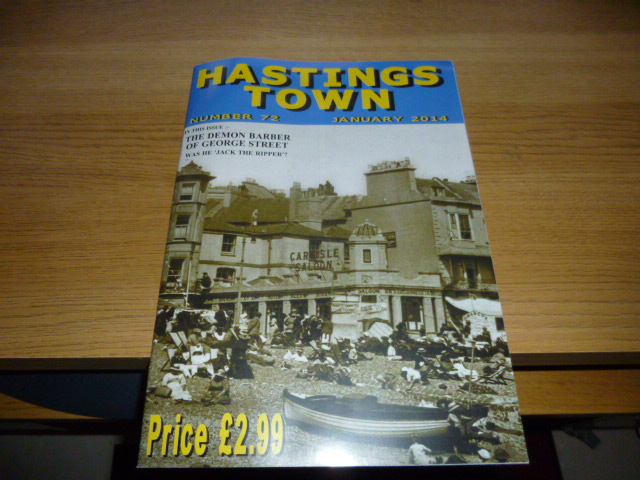 HASTINGS
TOWN
NUMBER 72 JANUARY 2014
IN THIS ISSUE :-
THE DEMON BARBER
OF GEORGE STREET
WAS HE 'JACK THE RIPPER'?
CARLISLE
SALOON
SALOON
Price £2.99